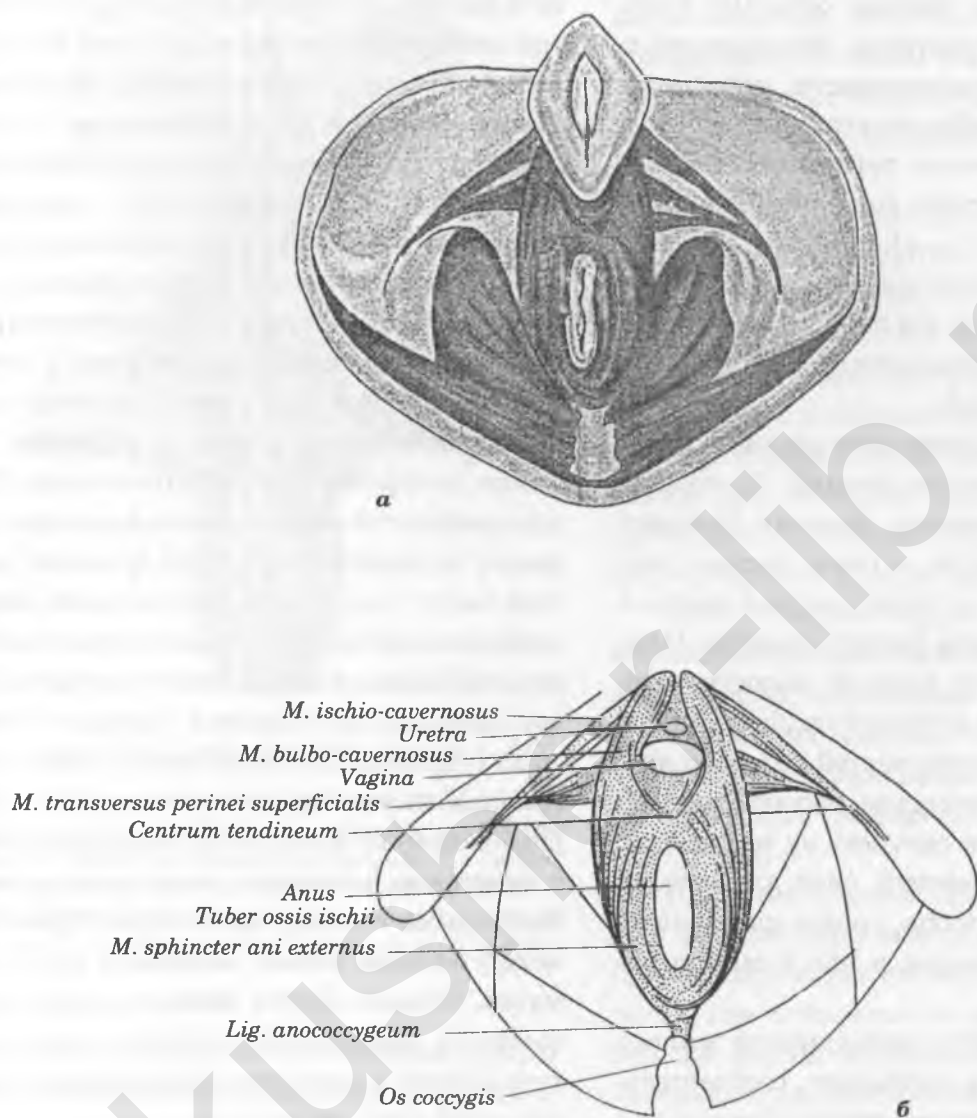 а
M. ischio-cavernosus
Uretra
M. bulbo-cavernosus
Vagina
M. transversus perinei superficialis
Centrum tendineum
Anus
Tuber ossis ischii
M. sphincter ani externus
Lig. anococcygeum
Os coccygis
б